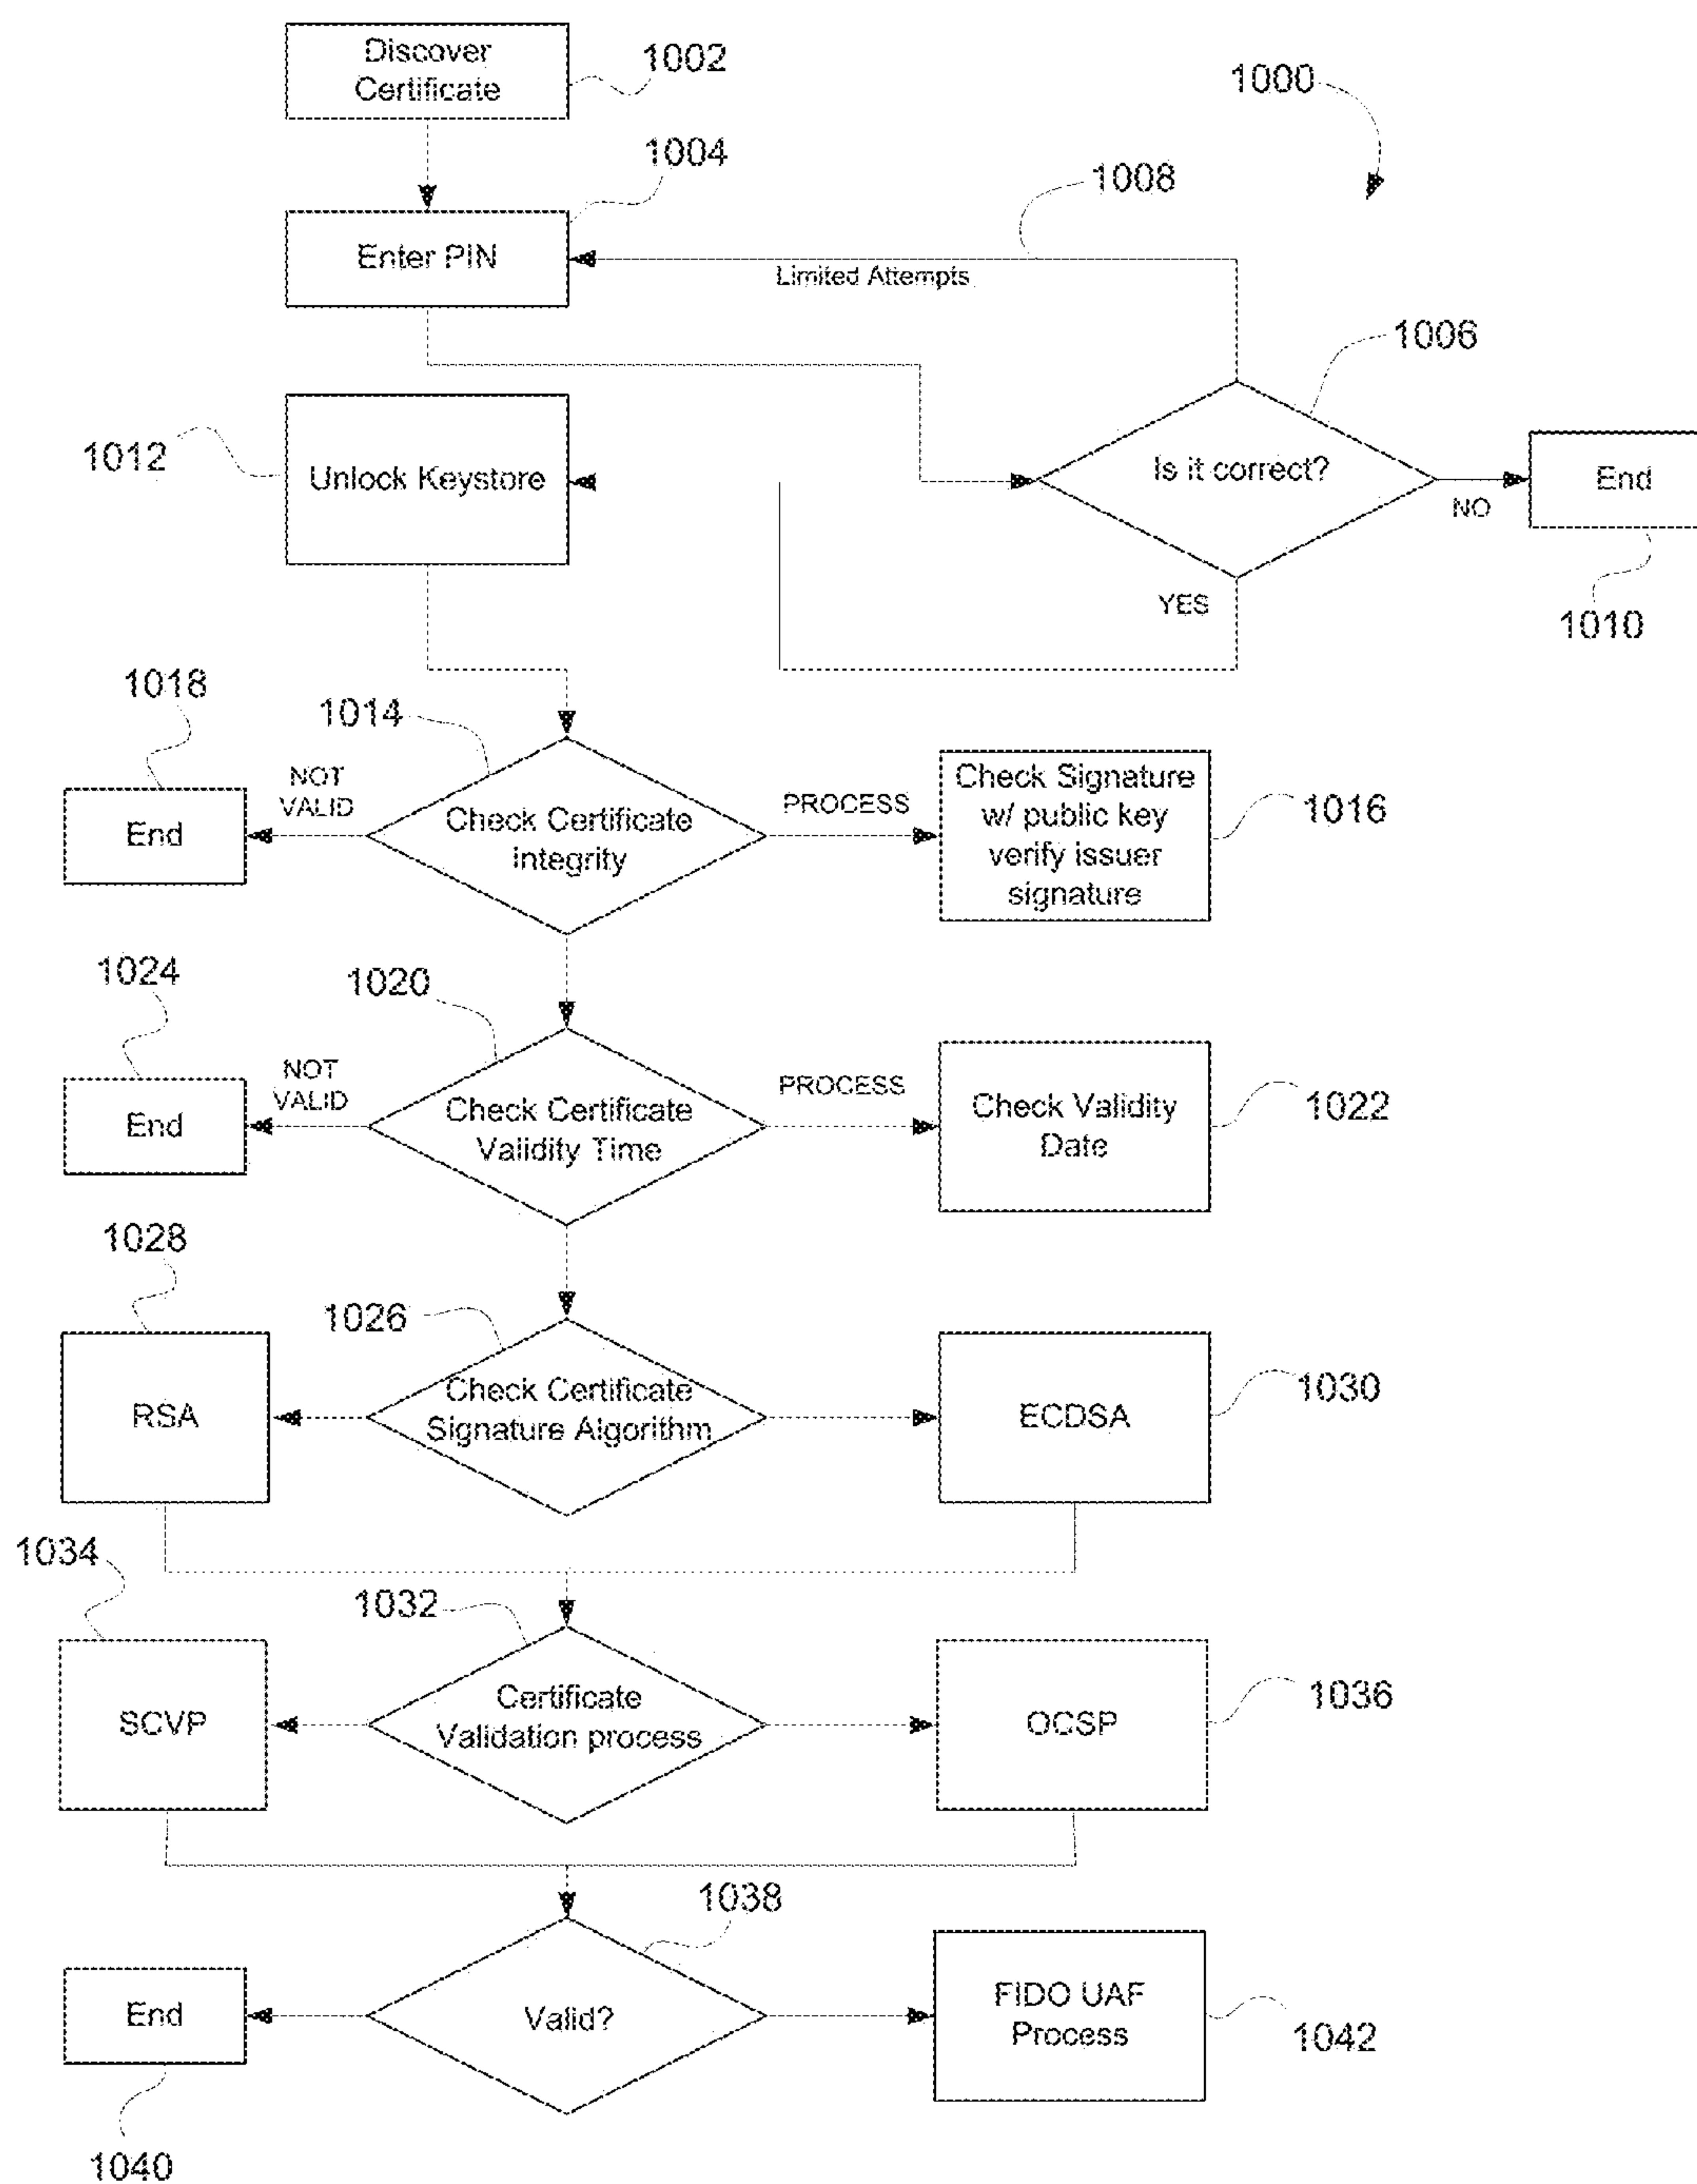 Discover
Certificate
1002
1000
1004
1008
Enter PIN
Limited Attempts
1006
1012
Unlock Keystore
Is it correct?
NO
End
YES
1010
1018
1014
NOT
VALID
End
Check Certificate
integrity
PROCESS
Check Signature
w/ public key
verify issuer
signature
1016
1024
1020
NOT
VALID
End
Check Certificate
Validity Time
PROCESS
Check Validity
Date
1022
1028
1026
RSA
Check Certificate
Signature Algorithm
ECDSA
1030
1034
1032
SCVP
Certificate
Validation process
OCSP
1036
1038
End
Valid?
FIDO UAF
Process
1042
1040